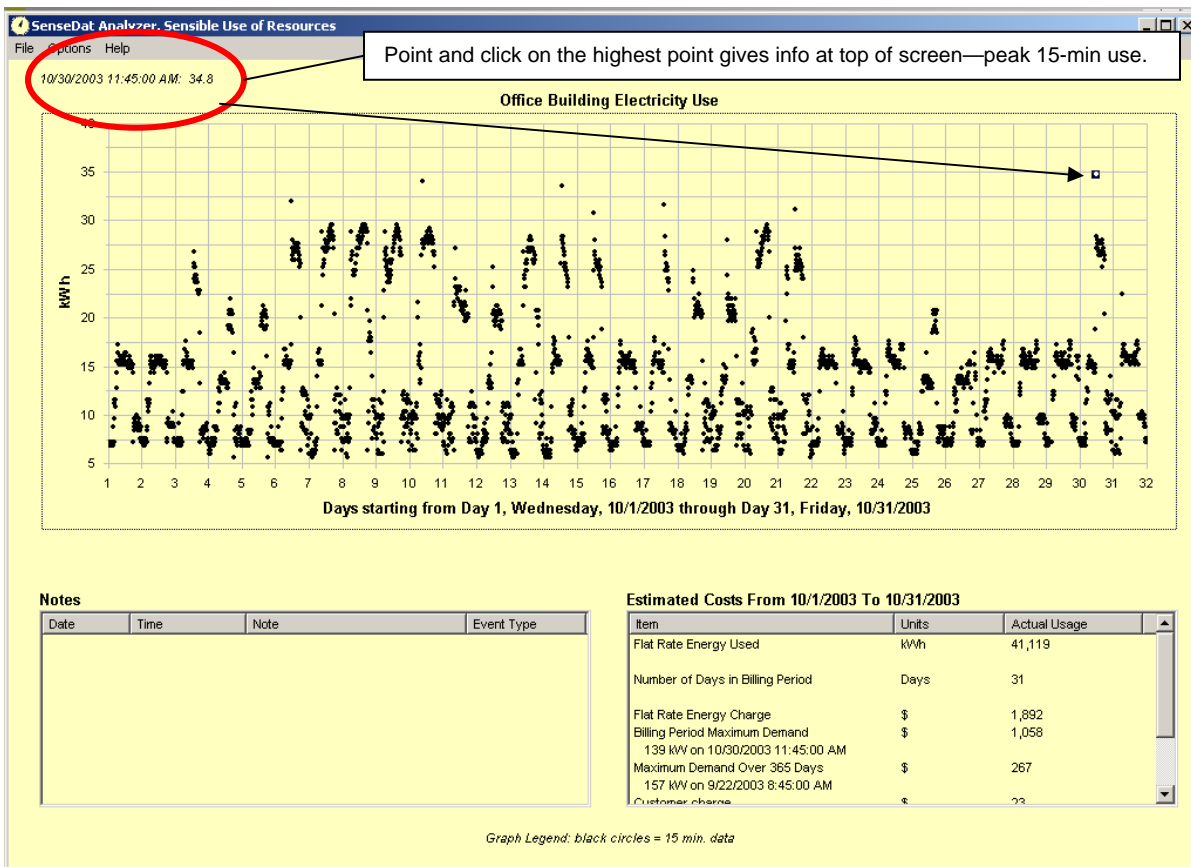 SenseDat Analyzer. Sensible Use of Resources
File Options Help
Point and click on the highest point gives info at top of screen—peak 15-min use.
10/30/2003 11:45:00 AM: 34.8
Office Building Electricity Use
40
35
30
25
20
15
10
5
kWh
1 2 3 4 5 6 7 8 9 10 11 12 13 14 15 16 17 18 19 20 21 22 23 24 25 26 27 28 29 30 31 32
Days starting from Day 1, Wednesday, 10/1/2003 through Day 31, Friday, 10/31/2003
Notes
Date Time Note Event Type
Estimated Costs From 10/1/2003 To 10/31/2003
Item Units Actual Usage
Flat Rate Energy Used kWh 41,119
Number of Days in Billing Period Days 31
Flat Rate Energy Charge $ 1,892
Billing Period Maximum Demand $ 1,058
139 kW on 10/30/2003 11:45:00 AM
Maximum Demand Over 365 Days $ 267
157 kW on 9/22/2003 8:45:00 AM
Customer charge $ 23
Graph Legend: black circles = 15 min. data